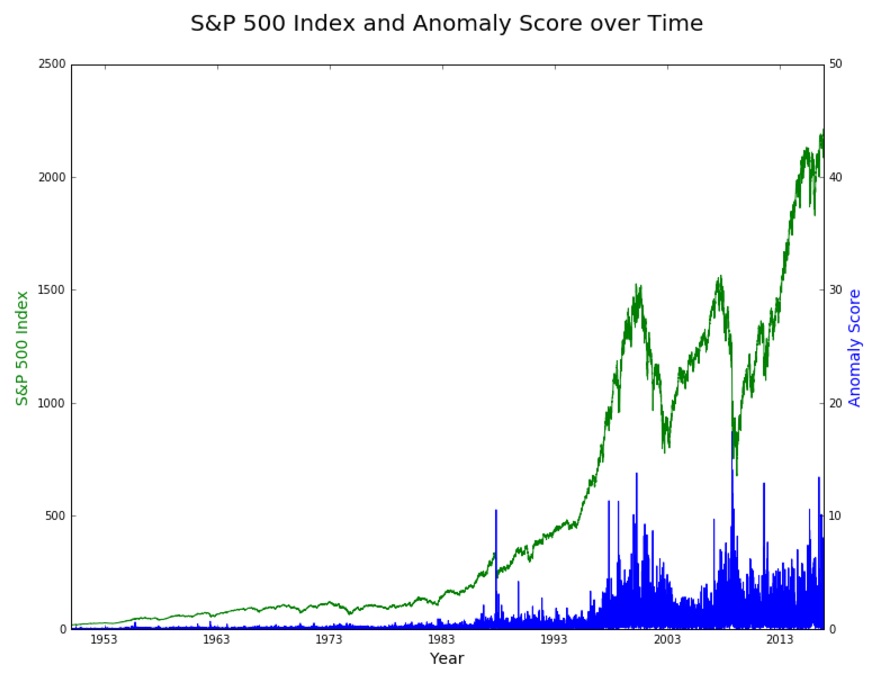 S&P 500 Index and Anomaly Score over Time
2500
2000
1500
1000
500
0
S&P 500 Index
50
40
30
20
10
0
Anomaly Score
1953 1963 1973 1983 1993 2003 2013
Year